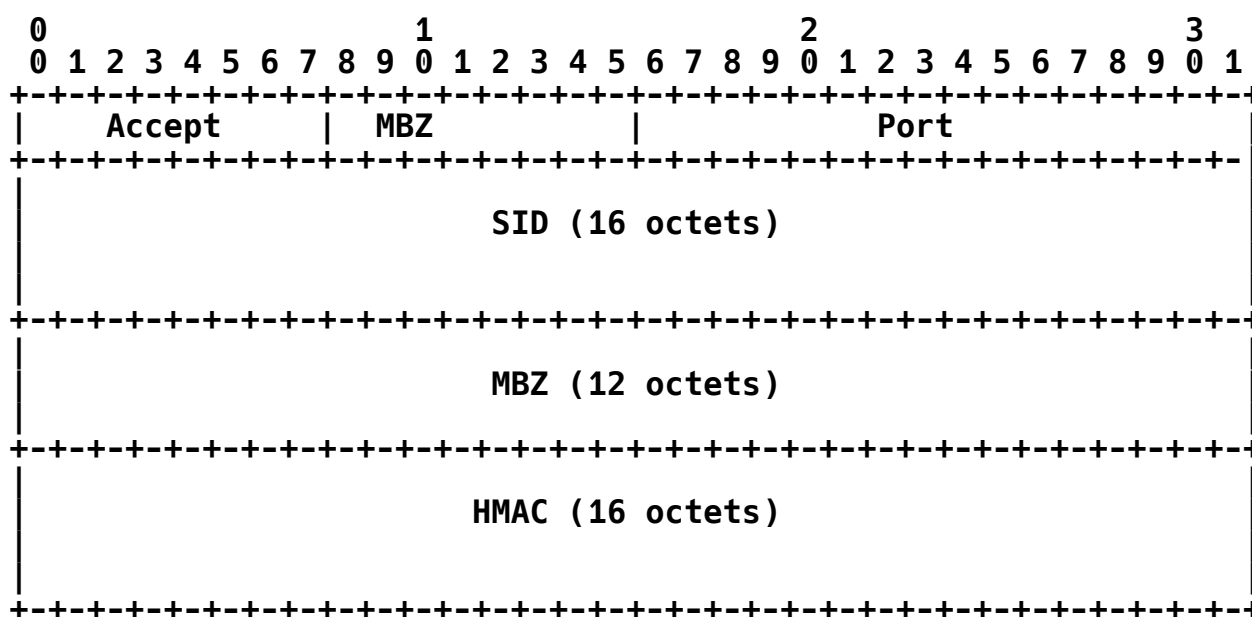 0                   1                   2                   3
0 1 2 3 4 5 6 7 8 9 0 1 2 3 4 5 6 7 8 9 0 1 2 3 4 5 6 7 8 9 0 1
+-+-+-+-+-+-+-+-+-+-+-+-+-+-+-+-+-+-+-+-+-+-+-+-+-+-+-+-+-+-+-+-+
|    Accept     |  MBZ          |            Port               |
+-+-+-+-+-+-+-+-+-+-+-+-+-+-+-+-+-+-+-+-+-+-+-+-+-+-+-+-+-+-+-+-|
|                                                               |
|                        SID (16 octets)                        |
|                                                               |
|                                                               |
+-+-+-+-+-+-+-+-+-+-+-+-+-+-+-+-+-+-+-+-+-+-+-+-+-+-+-+-+-+-+-+-+
|                                                               |
|                        MBZ (12 octets)                        |
|                                                               |
+-+-+-+-+-+-+-+-+-+-+-+-+-+-+-+-+-+-+-+-+-+-+-+-+-+-+-+-+-+-+-+-+
|                                                               |
|                       HMAC (16 octets)                        |
|                                                               |
|                                                               |
+-+-+-+-+-+-+-+-+-+-+-+-+-+-+-+-+-+-+-+-+-+-+-+-+-+-+-+-+-+-+-+-+